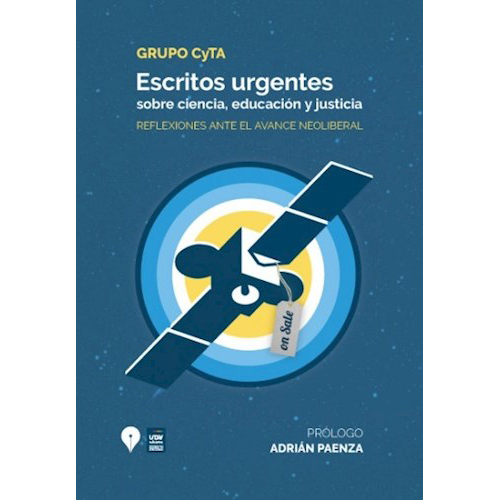 GRUPO CyTA
Escritos urgentes
sobre ciencia, educación y justicia
REFLEXIONES ANTE EL AVANCE NEOLIBERAL
on Sale
PRÓLOGO
ADRIÁN PAENZA